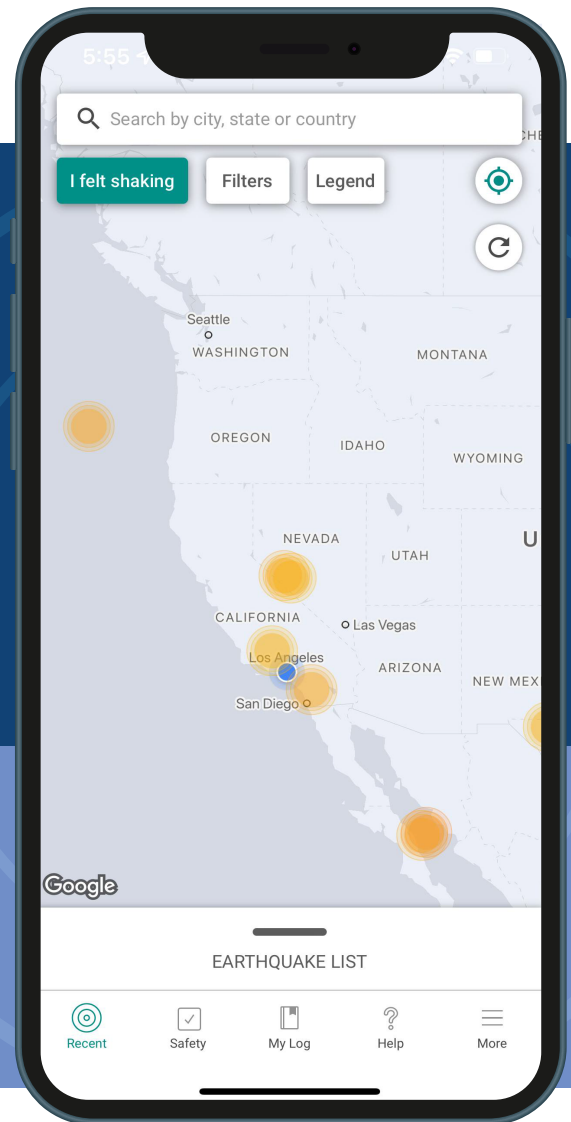 5:55
Search by city, state or country
I felt shaking
Filters
Legend
Seattle
WASHINGTON
MONTANA
OREGON
IDAHO
WYOMING
NEVADA
UTAH
U
CALIFORNIA
Las Vegas
Los Angeles
ARIZONA
NEW MEX
San Diego
Google
EARTHQUAKE LIST
Recent
Safety
My Log
Help
More